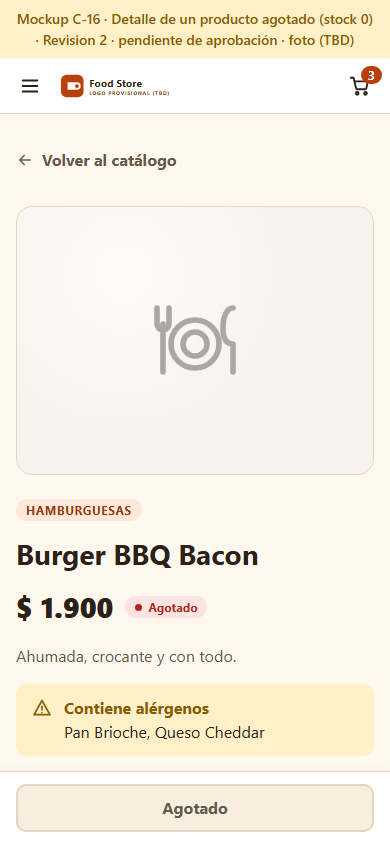 Mockup C-16 · Detalle de un producto agotado (stock 0)
· Revision 2 · pendiente de aprobación · foto (TBD)
Food Store
LOGO PROVISIONAL (TBD)
3
← Volver al catálogo
HAMBURGUESAS
Burger BBQ Bacon
$ 1.900
Agotado
Ahumada, crocante y con todo.
Contiene alérgenos
Pan Brioche, Queso Cheddar
Agotado